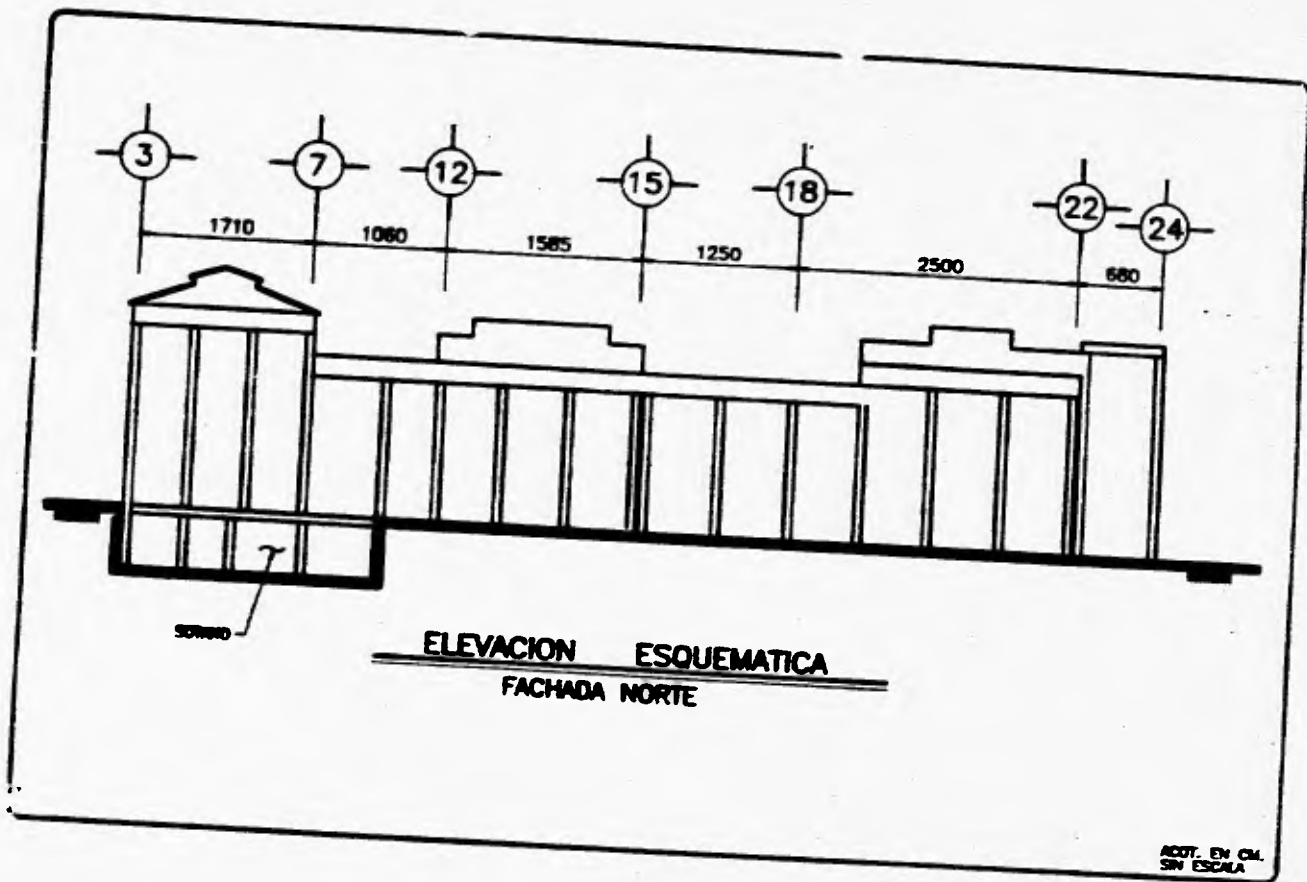 3 7 12 15 18 22 24
1710 1060 1585 1250 2500 680
SOTANO
ELEVACION ESQUEMATICA
FACHADA NORTE
ACOT. EN CM.
SIN ESCALA